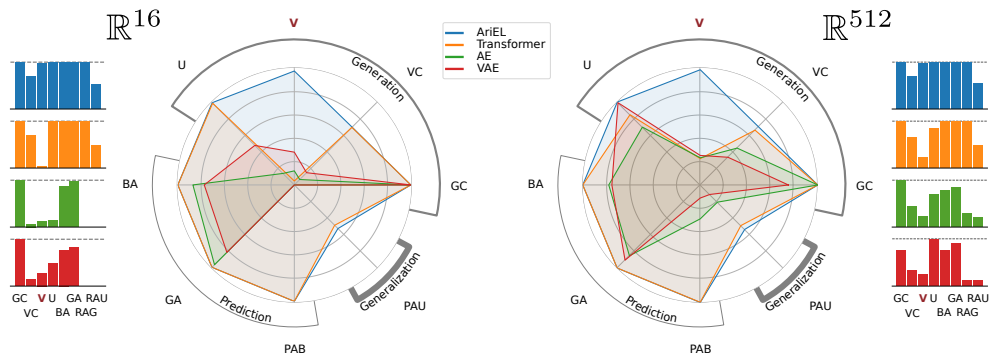 ℝ¹⁶
V
AriEL
Transformer
AE
VAE
V
ℝ⁵¹²
U
Generation
VC
U
Generation
VC
BA
GC
BA
GC
GA
Prediction
Generalization
PAU
GA
Prediction
Generalization
PAU
PAB
PAB
GC V U GA RAU
VC BA RAG
GC V U GA RAU
VC BA RAG